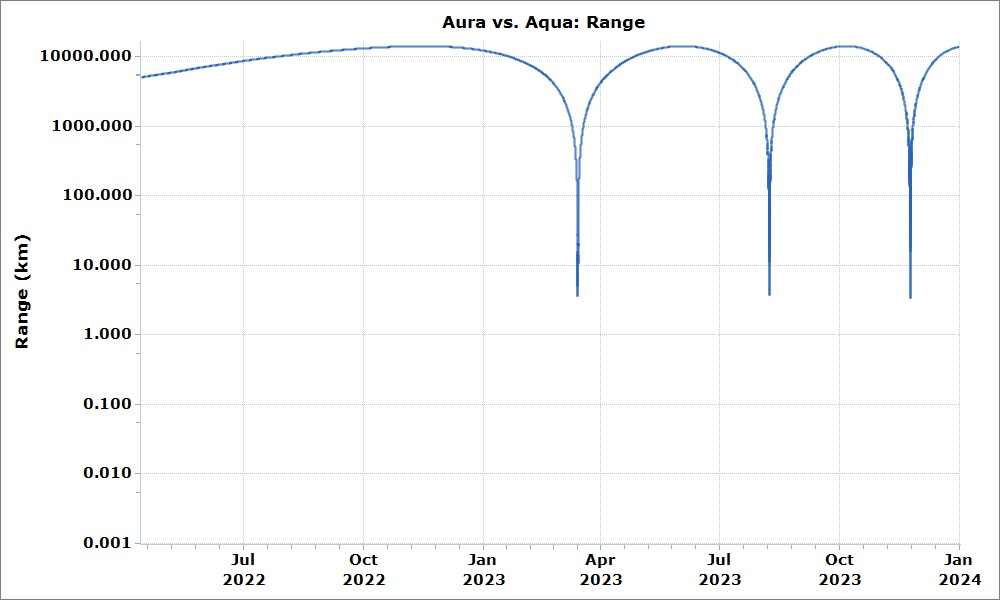 Aura vs. Aqua: Range
Range (km)
10000.000
1000.000
100.000
10.000
1.000
0.100
0.010
0.001
Jul Oct Jan Apr Jul Oct Jan
2022 2022 2023 2023 2023 2023 2024